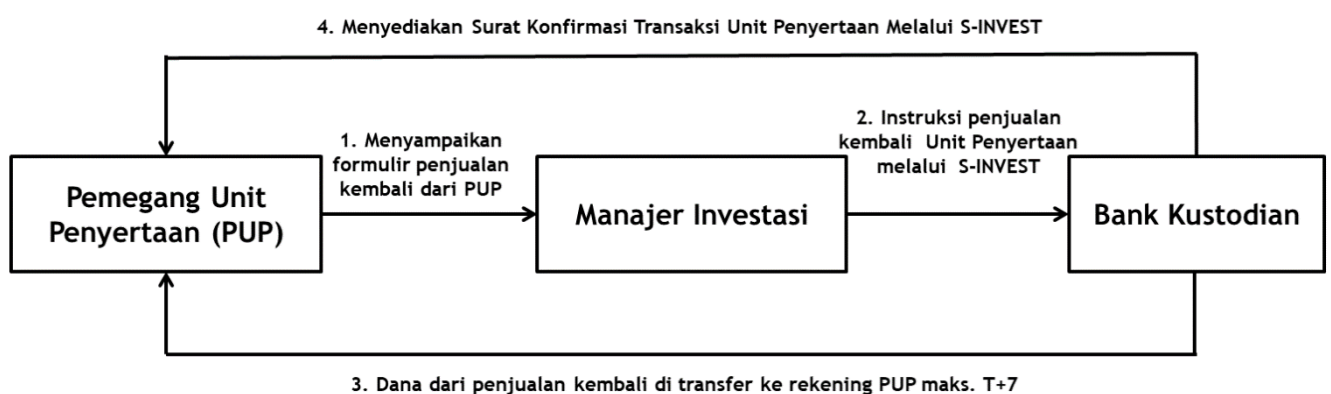 4. Menyediakan Surat Konfirmasi Transaksi Unit Penyertaan Melalui S-INVEST
1. Menyampaikan
formulir penjualan
kembali dari PUP
2. Instruksi penjualan
kembali Unit Penyertaan
melalui S-INVEST
Pemegang Unit
Penyertaan (PUP)
Manajer Investasi
Bank Kustodian
3. Dana dari penjualan kembali di transfer ke rekening PUP maks. T+7